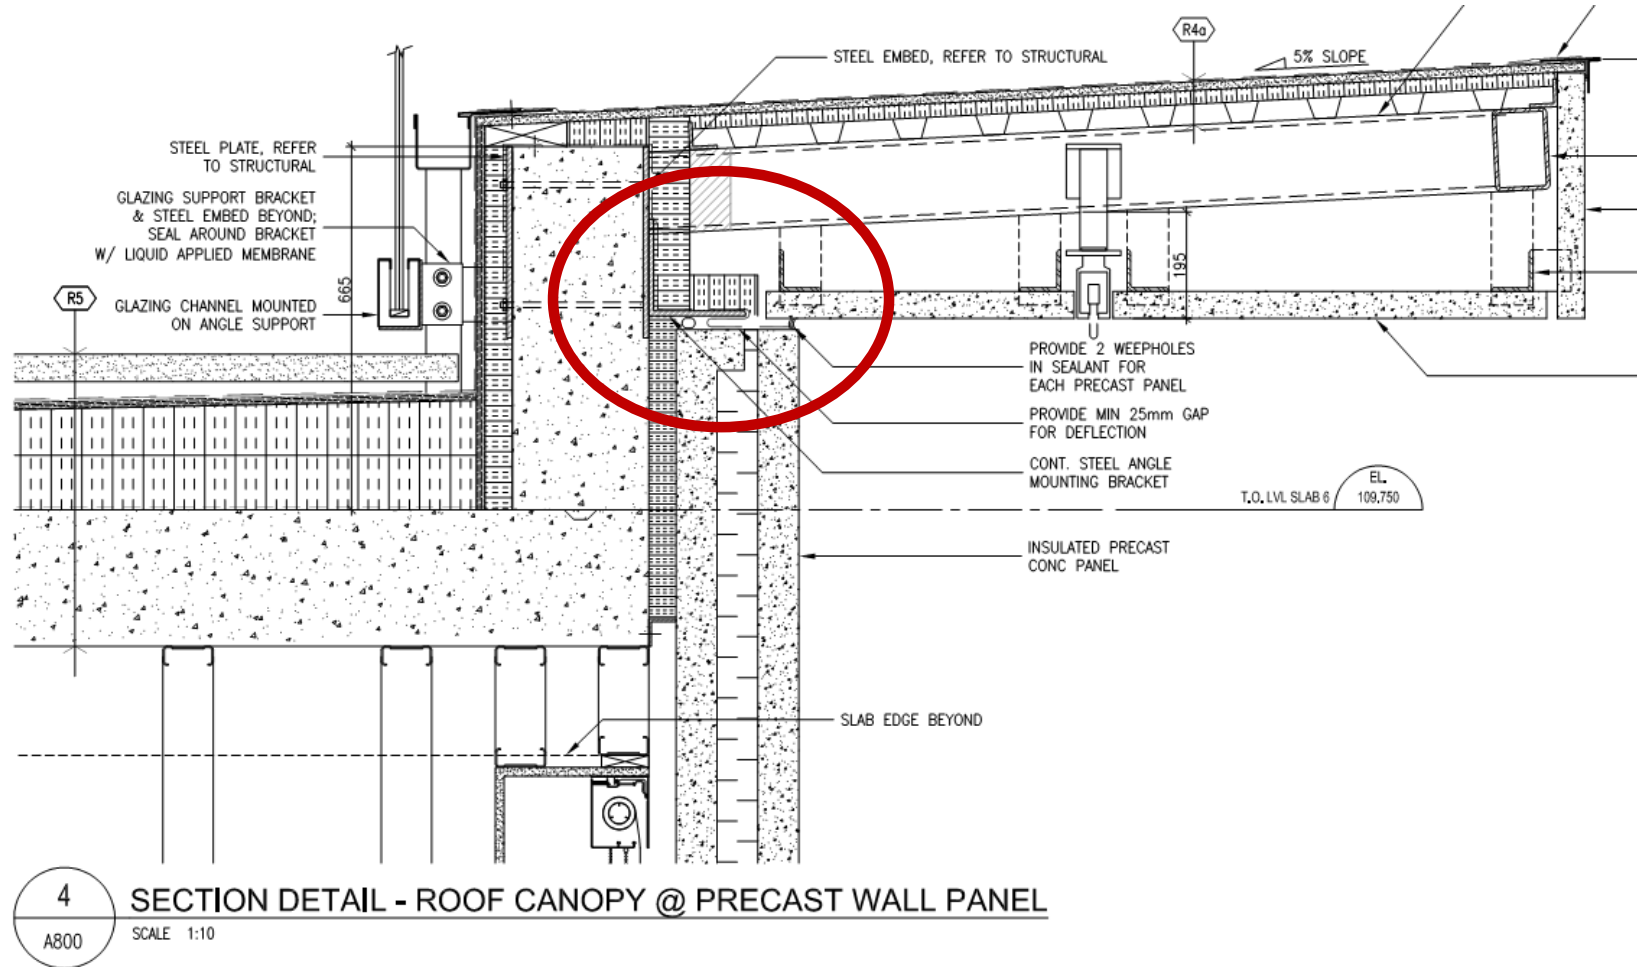 R4a
STEEL EMBED, REFER TO STRUCTURAL
5% SLOPE
STEEL PLATE, REFER
TO STRUCTURAL
GLAZING SUPPORT BRACKET
& STEEL EMBED BEYOND;
SEAL AROUND BRACKET
W/ LIQUID APPLIED MEMBRANE
665
195
R5
GLAZING CHANNEL MOUNTED
ON ANGLE SUPPORT
PROVIDE 2 WEEPHOLES
IN SEALANT FOR
EACH PRECAST PANEL
PROVIDE MIN 25mm GAP
FOR DEFLECTION
CONT. STEEL ANGLE
MOUNTING BRACKET
T.O. LVL SLAB 6
EL.
109,750
INSULATED PRECAST
CONC PANEL
SLAB EDGE BEYOND
4
A800
SECTION DETAIL - ROOF CANOPY @ PRECAST WALL PANEL
SCALE 1:10